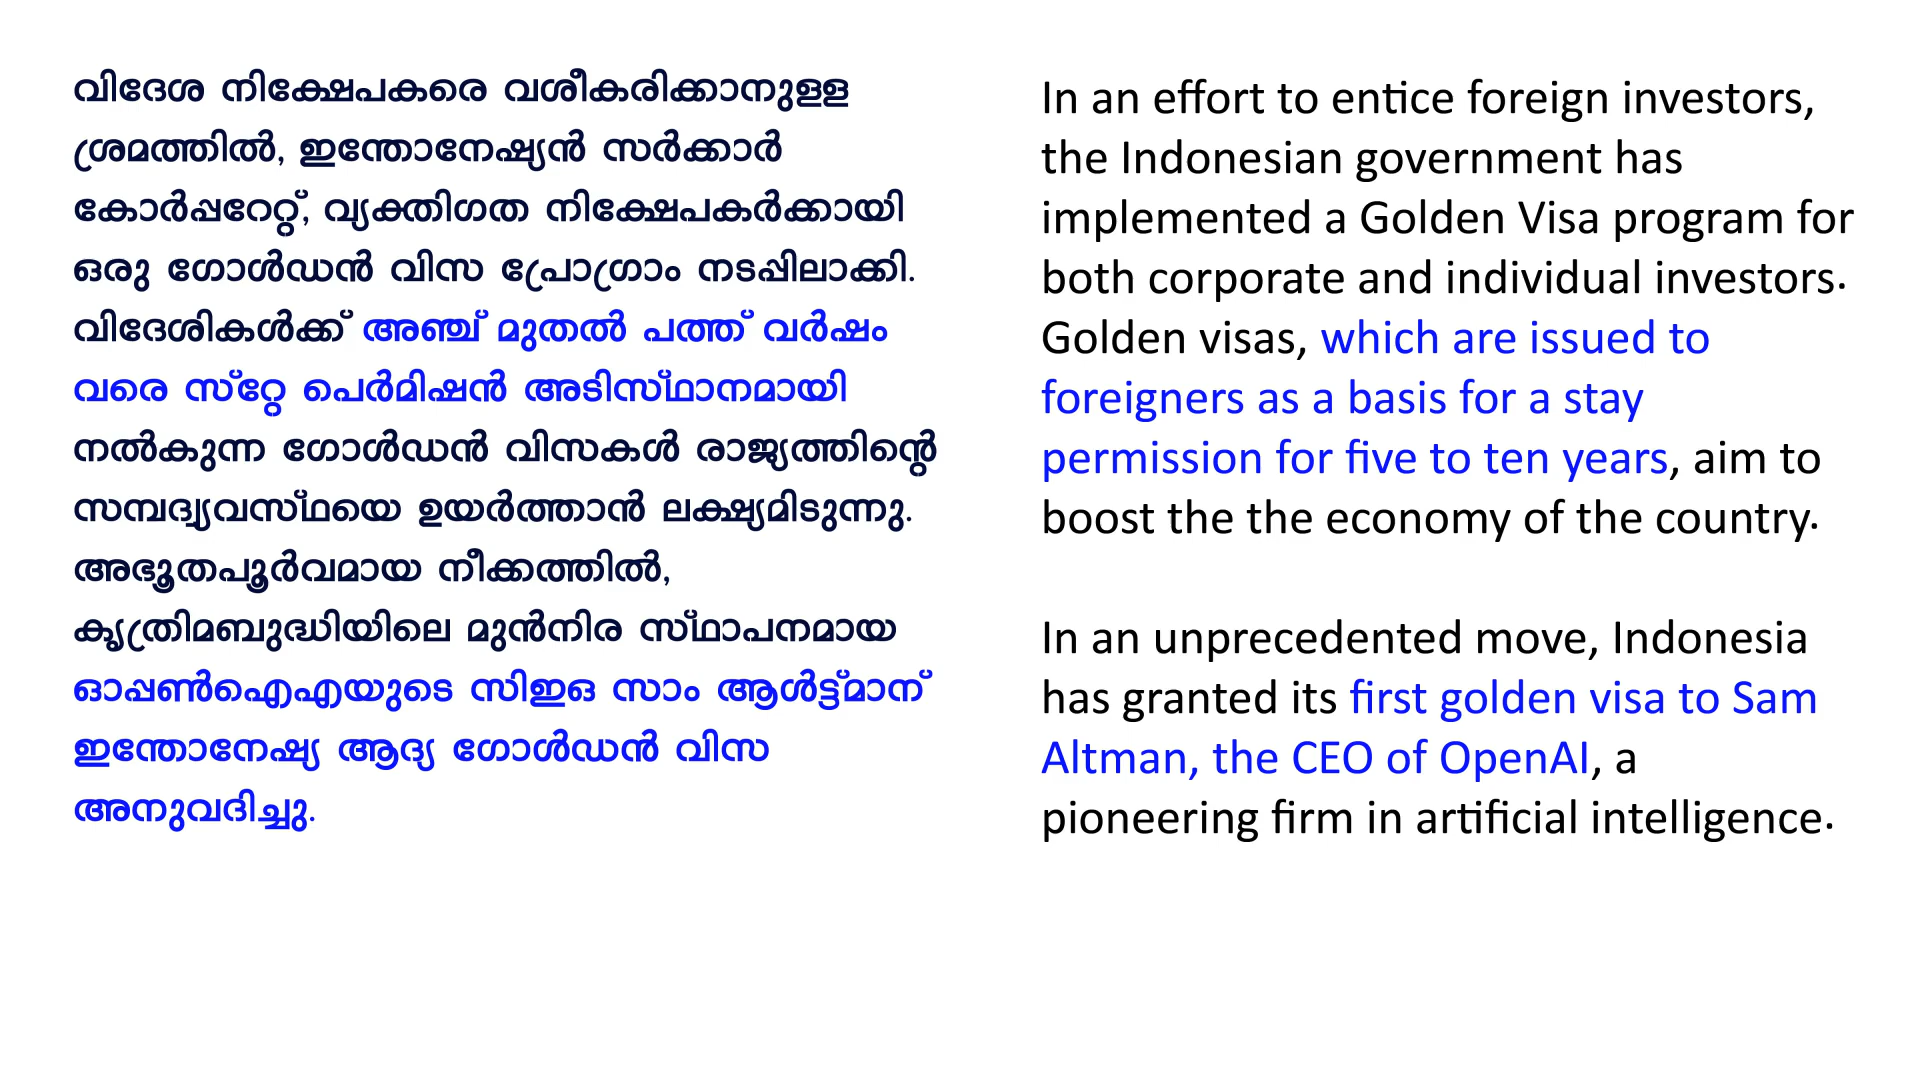 വിദേശ നിക്ഷേപകരെ വശീകരിക്കാനുളള
ശ്രമത്തിൽ, ഇന്തോനേഷ്യൻ സർക്കാർ
കോർപ്പറേറ്റ്, വ്യക്തിഗത നിക്ഷേപകർക്കായി
ഒരു ഗോൾഡൻ വിസ പ്രോഗ്രാം നടപ്പിലാക്കി.
വിദേശികൾക്ക് അഞ്ച് മുതൽ പത്ത് വർഷം
വരെ സ്റ്റേ പെർമിഷൻ അടിസ്ഥാനമായി
നൽകുന്ന ഗോൾഡൻ വിസകൾ രാജ്യത്തിന്റെ
സമ്പദ്വ്യവസ്ഥയെ ഉയർത്താൻ ലക്ഷ്യമിടുന്നു.
അഭൂതപൂർവമായ നീക്കത്തിൽ,
കൃത്രിമബുദ്ധിയിലെ മുൻനിര സ്ഥാപനമായ
ഓപ്പൺഐഎയുടെ സിഇഒ സാം ആൾട്ട്മാന്
ഇന്തോനേഷ്യ ആദ്യ ഗോൾഡൻ വിസ
അനുവദിച്ചു.
In an effort to entice foreign investors,
the Indonesian government has
implemented a Golden Visa program for
both corporate and individual investors.
Golden visas, which are issued to
foreigners as a basis for a stay
permission for five to ten years, aim to
boost the the economy of the country.
In an unprecedented move, Indonesia
has granted its first golden visa to Sam
Altman, the CEO of OpenAI, a
pioneering firm in artificial intelligence.